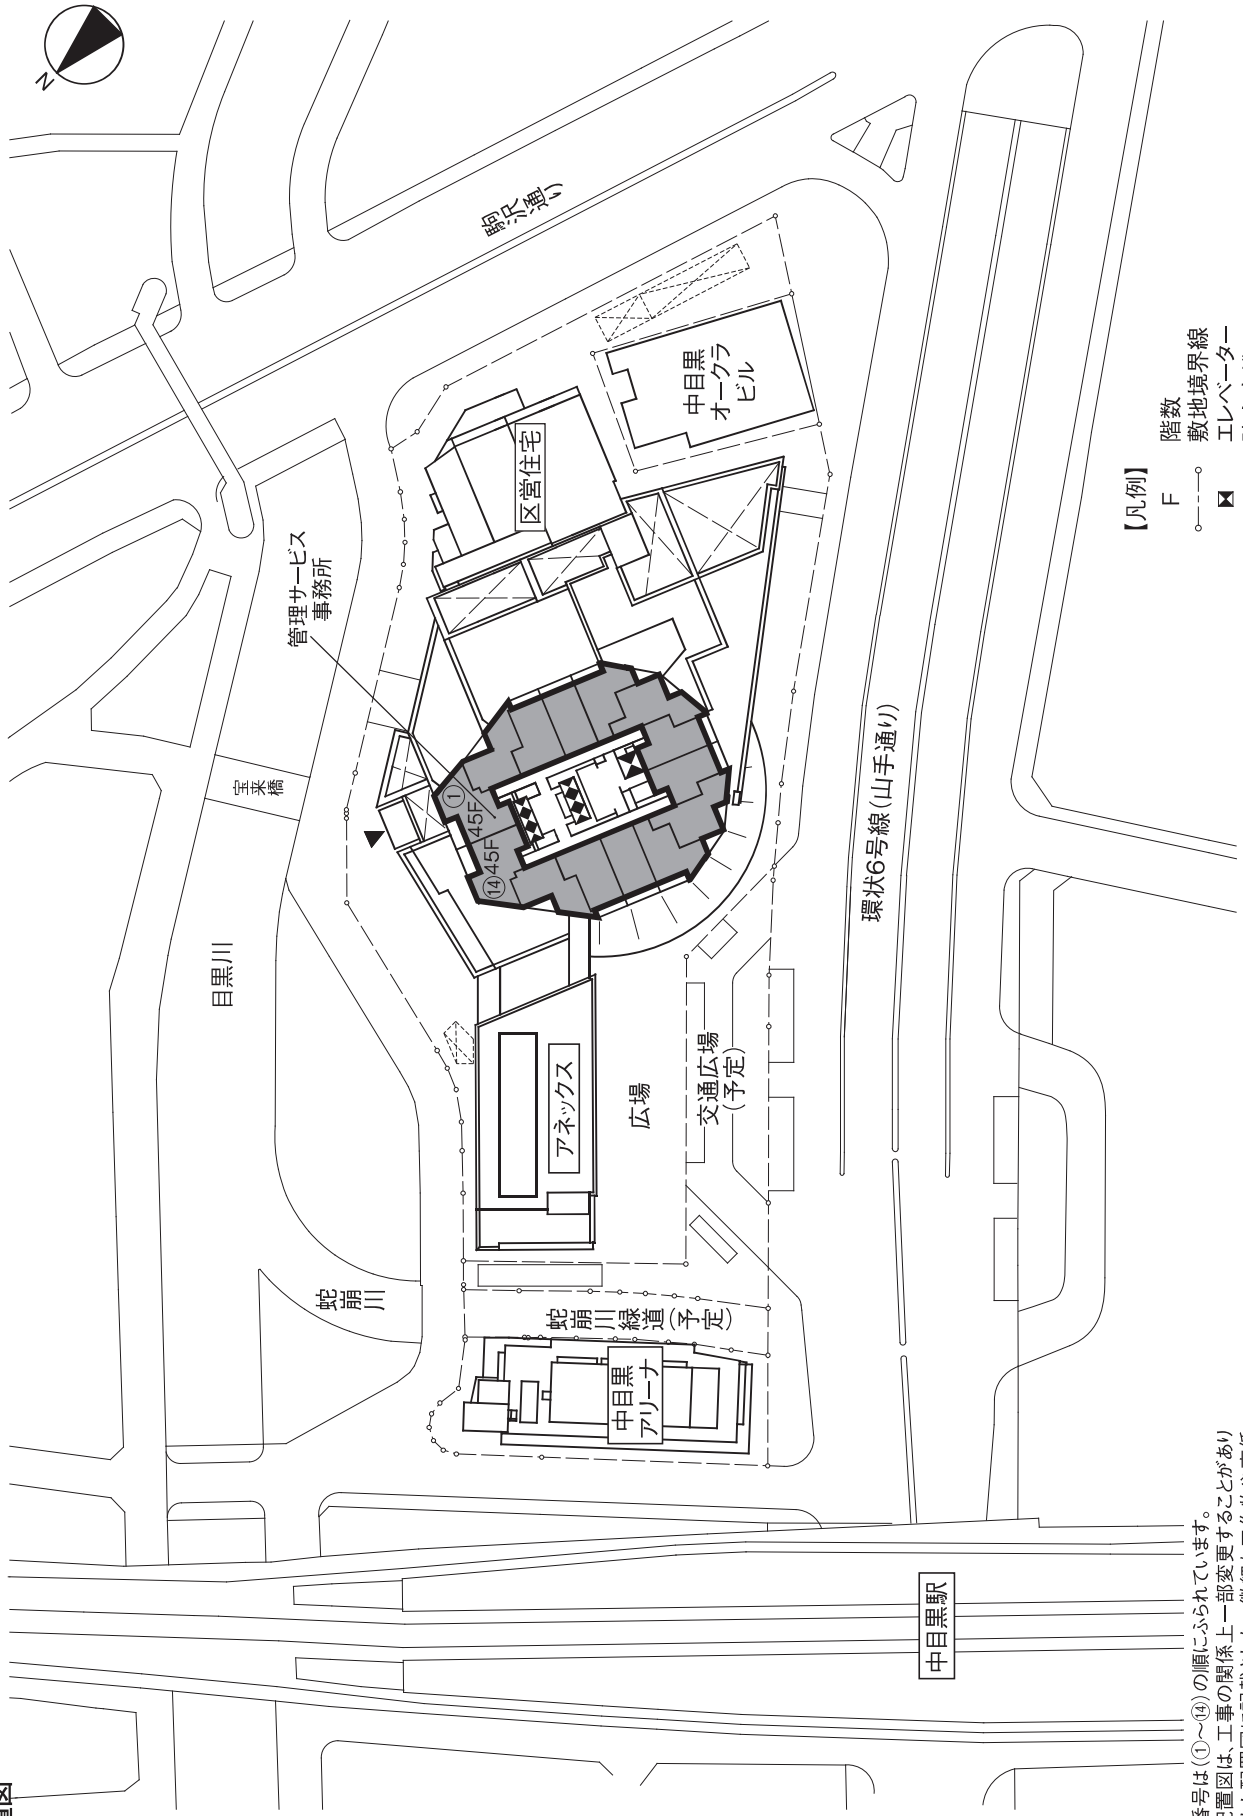 置図
N
駒沢通り
中目黒
オークラ
ビル
区営住宅
管理サービス
事務所
宝来橋
目黒川
①
45F
⑭45F
環状6号線(山手通り)
アネックス
広場
交通広場
(予定)
蛇崩川
蛇崩川緑道(予定)
中目黒
アリーナ
中目黒駅
【凡例】
F 階数
敷地境界線
エレベーター
番号は(①~⑭)の順にふられています。
置図は、工事の関係上一部変更することがあり